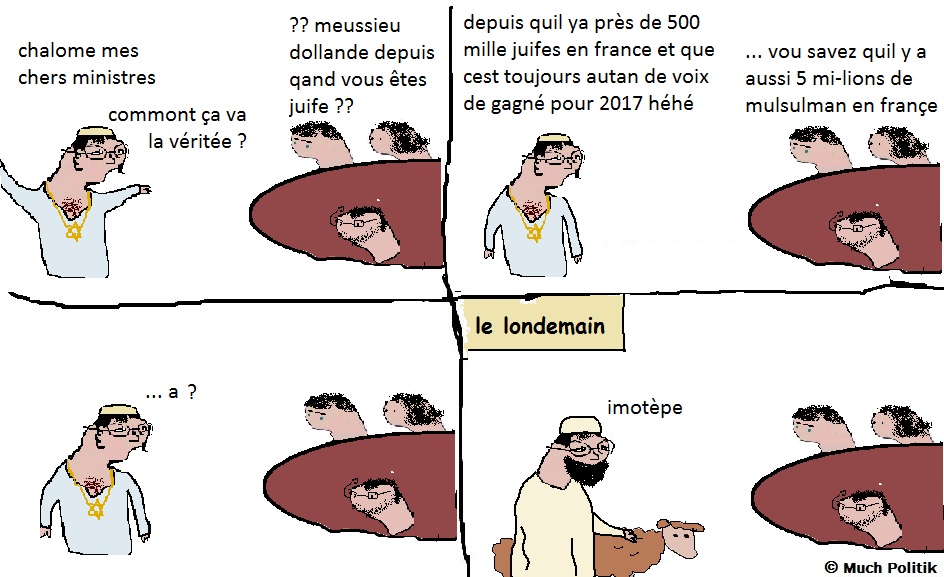 chalome mes
chers ministres
commont ça va
la véritée ?
?? meussieu
dollande depuis
qand vous êtes
juife ??
depuis quil ya près de 500
mille juifes en france et que
cest toujours autan de voix
de gagné pour 2017 héhé
... vou savez quil y a
aussi 5 mi-lions de
mulsulman en françe
... a ?
le londemain
imotèpe
© Much Politik